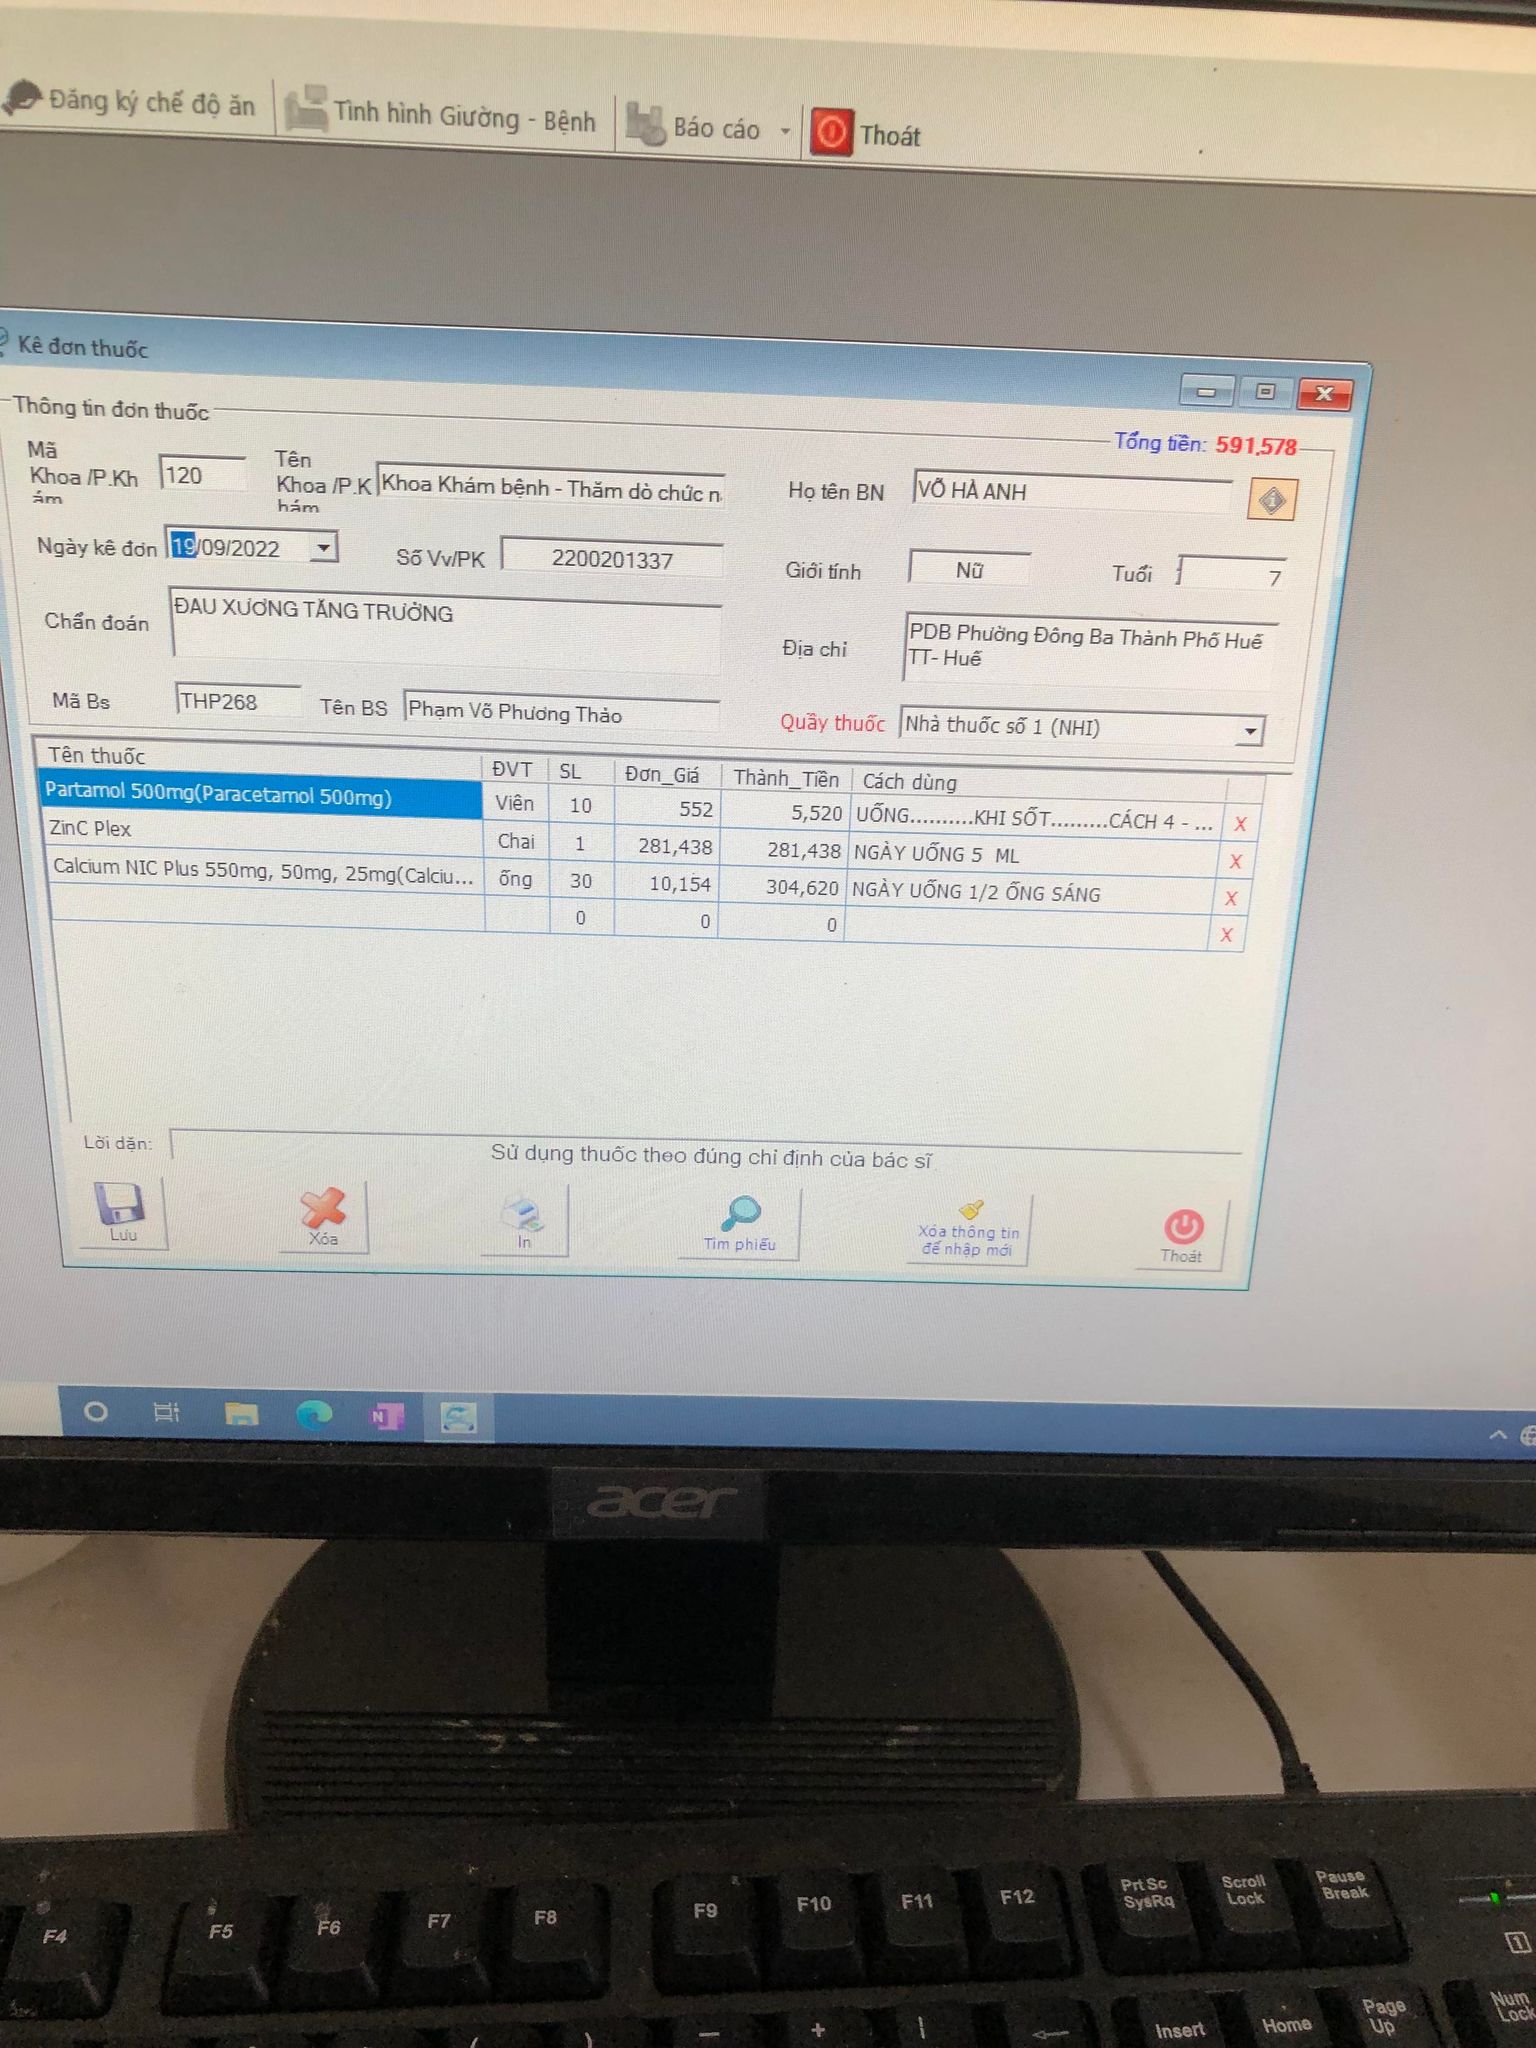 Đăng ký chế độ ăn
Tình hình Giường - Bệnh
Báo cáo
Thoát
Kê đơn thuốc
Thông tin đơn thuốc
Tổng tiền: 591,578
Mã Khoa /P.Kh ám
120
Tên Khoa /P.K hám
Khoa Khám bệnh - Thăm dò chức n
Họ tên BN
VÕ HÀ ANH
Ngày kê đơn
19/09/2022
Số Vv/PK
2200201337
Giới tính
Nữ
Tuổi
7
Chẩn đoán
ĐAU XƯƠNG TĂNG TRƯỞNG
Địa chỉ
PDB Phường Đông Ba Thành Phố Huế
TT- Huế
Mã Bs
THP268
Tên BS
Phạm Võ Phương Thảo
Quầy thuốc
Nhà thuốc số 1 (NHI)
Tên thuốc ĐVT SL Đơn_Giá Thành_Tiền Cách dùng
Partamol 500mg(Paracetamol 500mg) Viên 10 552 5,520 UỐNG..........KHI SỐT.........CÁCH 4 - ... X
ZinC Plex Chai 1 281,438 281,438 NGÀY UỐNG 5 ML X
Calcium NIC Plus 550mg, 50mg, 25mg(Calciu... ống 30 10,154 304,620 NGÀY UỐNG 1/2 ỐNG SÁNG X
0 0 0 X
Lời dặn:
Sử dụng thuốc theo đúng chỉ định của bác sĩ
Lưu
Xóa
In
Tìm phiếu
Xóa thông tin
để nhập mới
Thoát
acer
F4 F5 F6 F7 F8 F9 F10 F11 F12
PrtSc
SysRq
Scroll
Lock
Pause
Break
1
( ) — + | ←
Insert
Home
Page
Up
Num
Lock